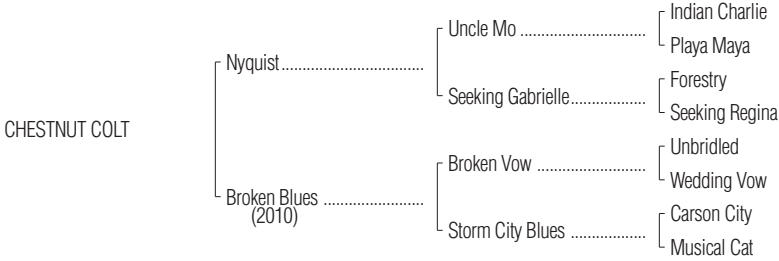 Indian Charlie
Uncle Mo ..............................
Playa Maya
Nyquist..................................
Forestry
Seeking Gabrielle..................
Seeking Regina
CHESTNUT COLT
Unbridled
Broken Vow ..........................
Wedding Vow
Broken Blues ........................
(2010)
Carson City
Storm City Blues ..................
Musical Cat